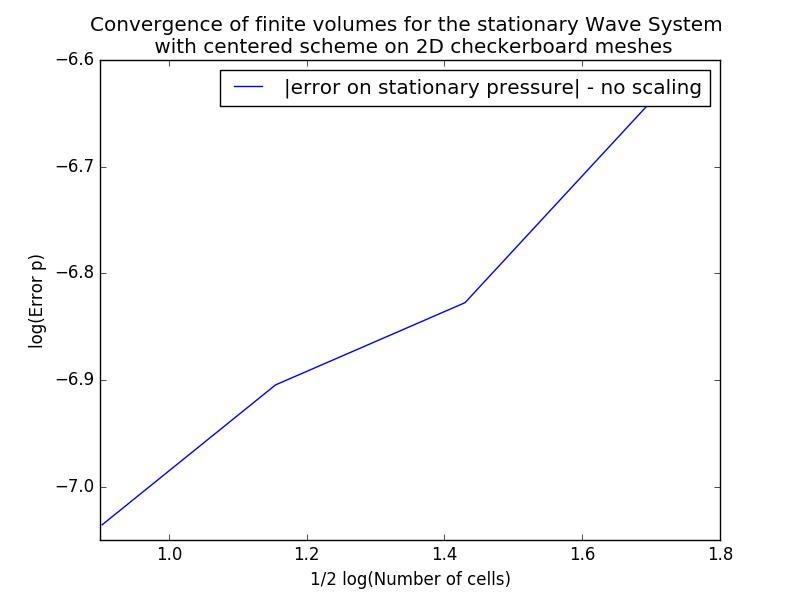 Convergence of finite volumes for the stationary Wave System
with centered scheme on 2D checkerboard meshes
−6.6
|error on stationary pressure| - no scaling
−6.7
−6.8
log(Error p)
−6.9
−7.0
1.0 1.2 1.4 1.6 1.8
1/2 log(Number of cells)